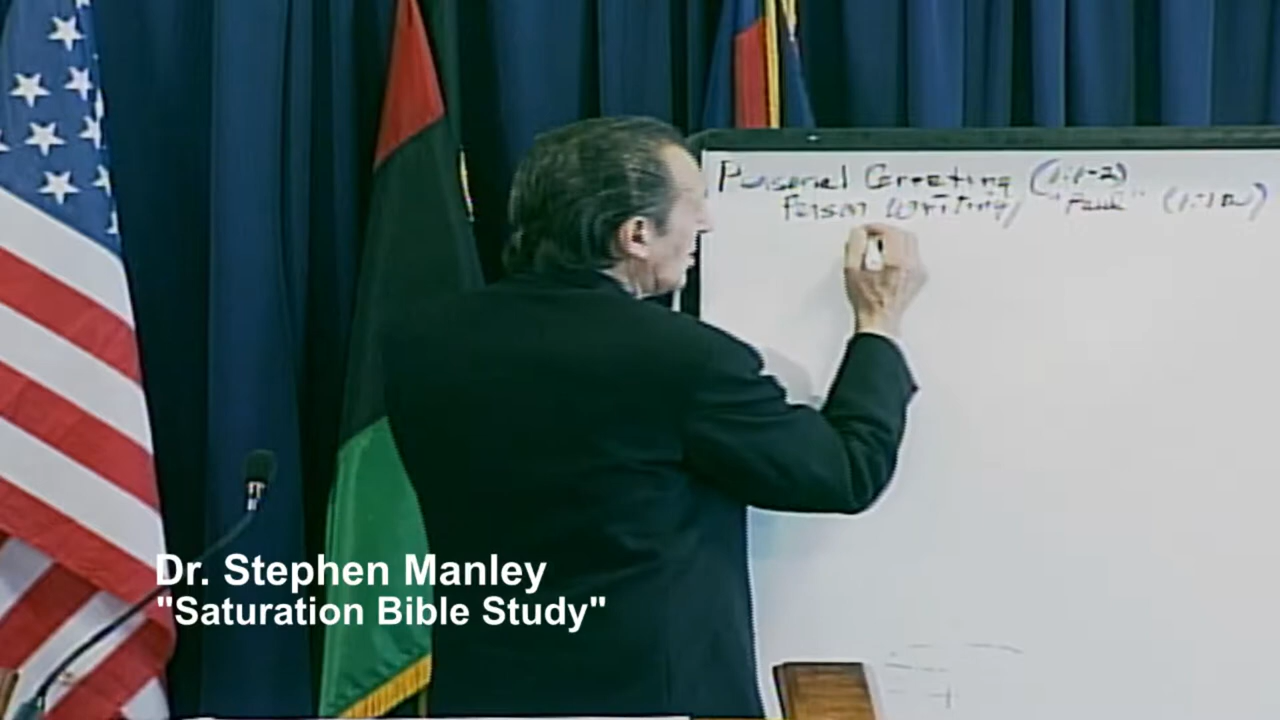 Personal Greeting (1:1-2)
Person Writing, "Paul" (1:1a)
Dr. Stephen Manley
"Saturation Bible Study"